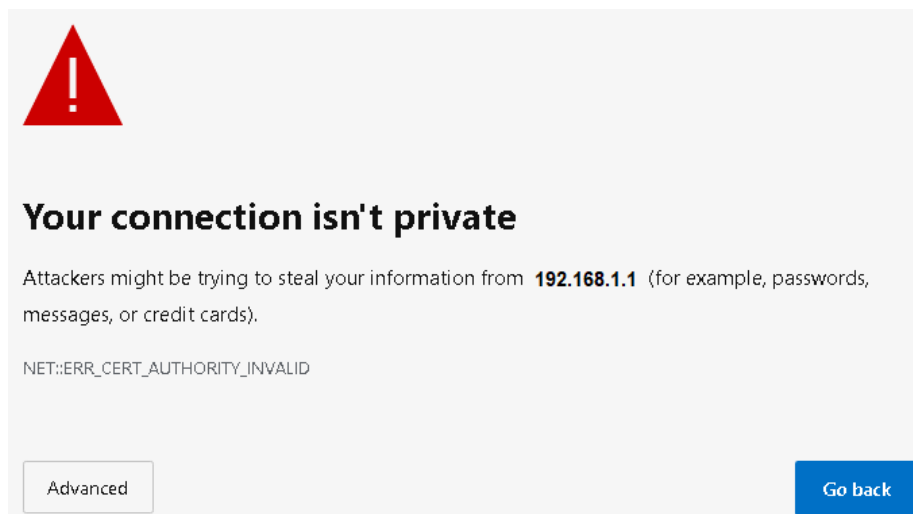 !
Your connection isn't private
Attackers might be trying to steal your information from 192.168.1.1 (for example, passwords,
messages, or credit cards).
NET::ERR_CERT_AUTHORITY_INVALID
Advanced
Go back